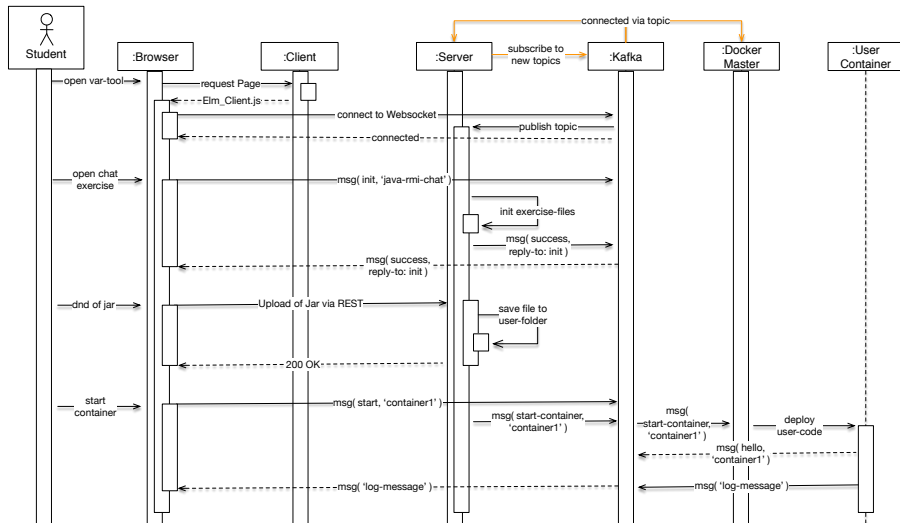 connected via topic
Student
:Browser
:Client
:Server
subscribe to
new topics
:Kafka
:Docker
Master
:User
Container
open var-tool
request Page
Elm_Client.js
connect to Websocket
publish topic
connected
open chat
exercise
msg( init, ‘java-rmi-chat’ )
init exercise-files
msg( success,
reply-to: init )
msg( success,
reply-to: init )
dnd of jar
Upload of Jar via REST
save file to
user-folder
200 OK
start
container
msg( start, ‘container1’ )
msg( start-container,
‘container1’ )
msg(
start-container,
‘container1’ )
deploy
user-code
msg( hello,
‘container1’ )
msg( ‘log-message’ )
msg( ‘log-message’ )